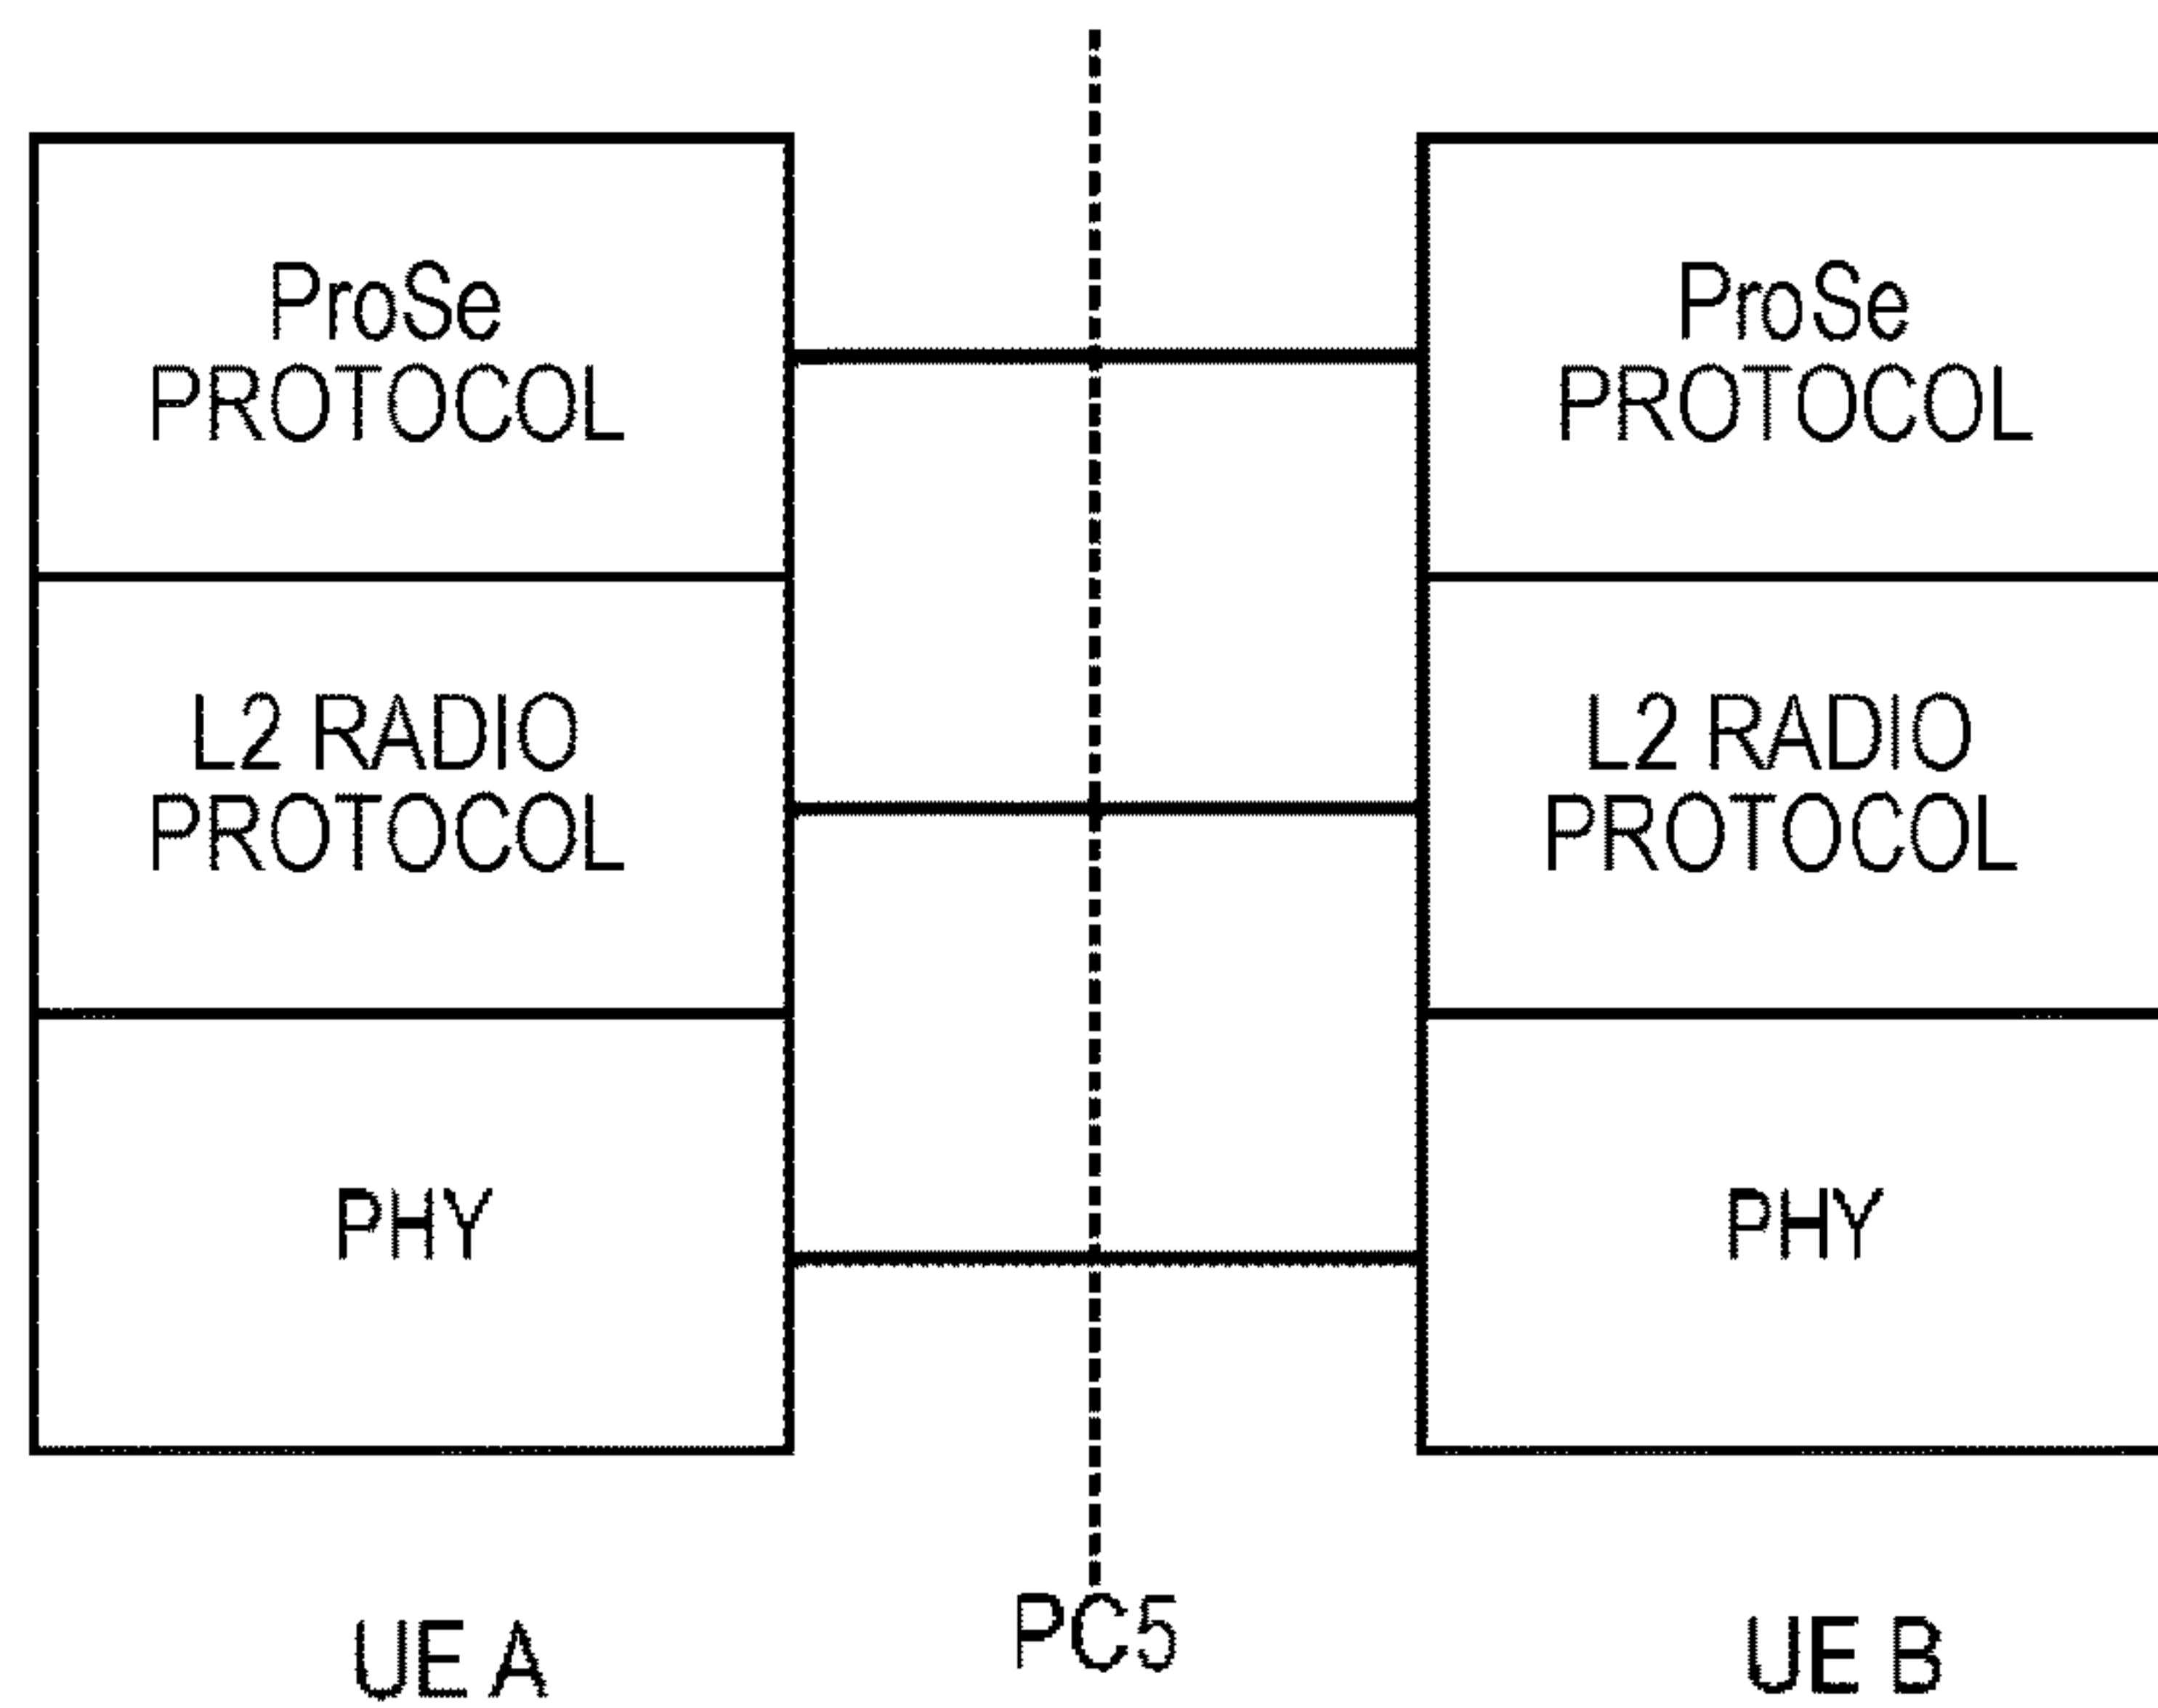 ProSe
PROTOCOL
ProSe
PROTOCOL
L2 RADIO
PROTOCOL
L2 RADIO
PROTOCOL
PHY
PHY
UE A
PC5
UE B